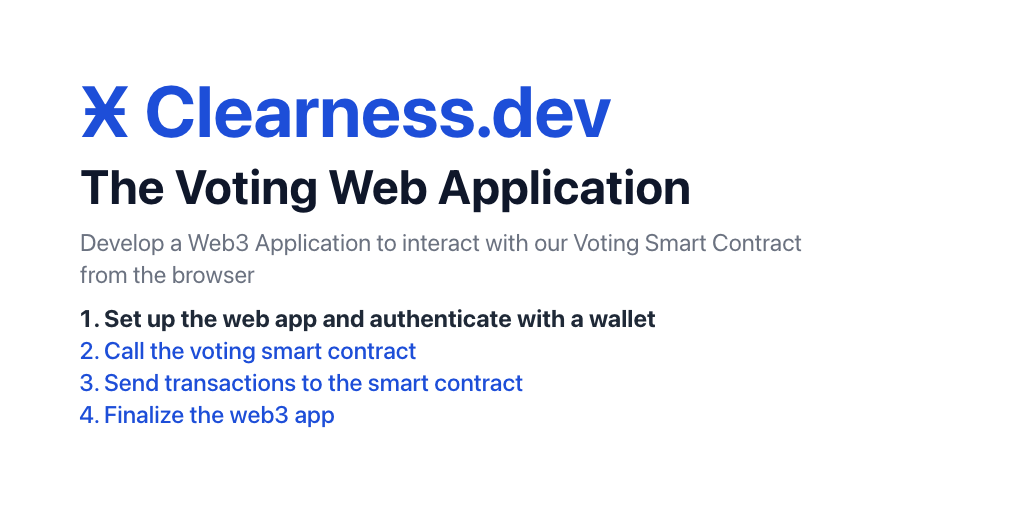 Ӿ Clearness.dev
The Voting Web Application
Develop a Web3 Application to interact with our Voting Smart Contract
from the browser
1. Set up the web app and authenticate with a wallet
2. Call the voting smart contract
3. Send transactions to the smart contract
4. Finalize the web3 app